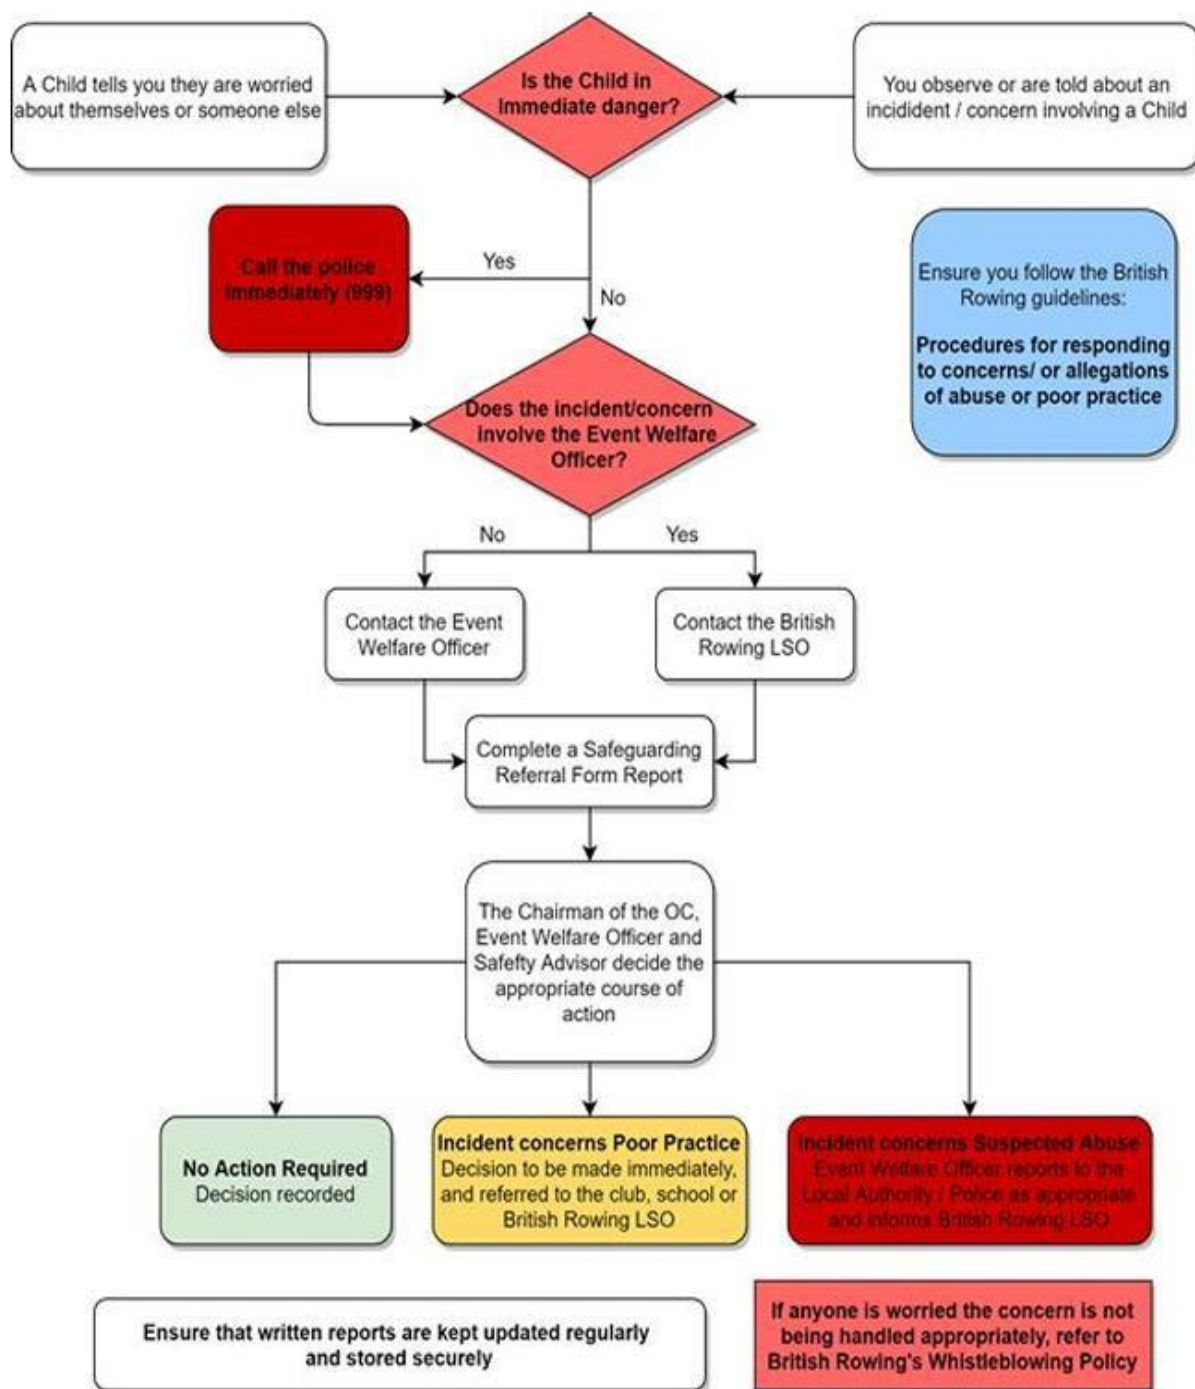 A Child tells you they are worried
about themselves or someone else
Is the Child in
immediate danger?
You observe or are told about an
incidident / concern involving a Child
Call the police
immediately (999)
Yes
No
Ensure you follow the British
Rowing guidelines:
Procedures for responding
to concerns/ or allegations
of abuse or poor practice
Does the incident/concern
involve the Event Welfare
Officer?
No
Yes
Contact the Event
Welfare Officer
Contact the British
Rowing LSO
Complete a Safeguarding
Referral Form Report
The Chairman of the OC,
Event Welfare Officer and
Safefty Advisor decide the
appropriate course of
action
No Action Required
Decision recorded
Incident concerns Poor Practice
Decision to be made immediately,
and referred to the club, school or
British Rowing LSO
Incident concerns Suspected Abuse
Event Welfare Officer reports to the
Local Authority / Police as appropriate
and informs British Rowing LSO
Ensure that written reports are kept updated regularly
and stored securely
If anyone is worried the concern is not
being handled appropriately, refer to
British Rowing's Whistleblowing Policy